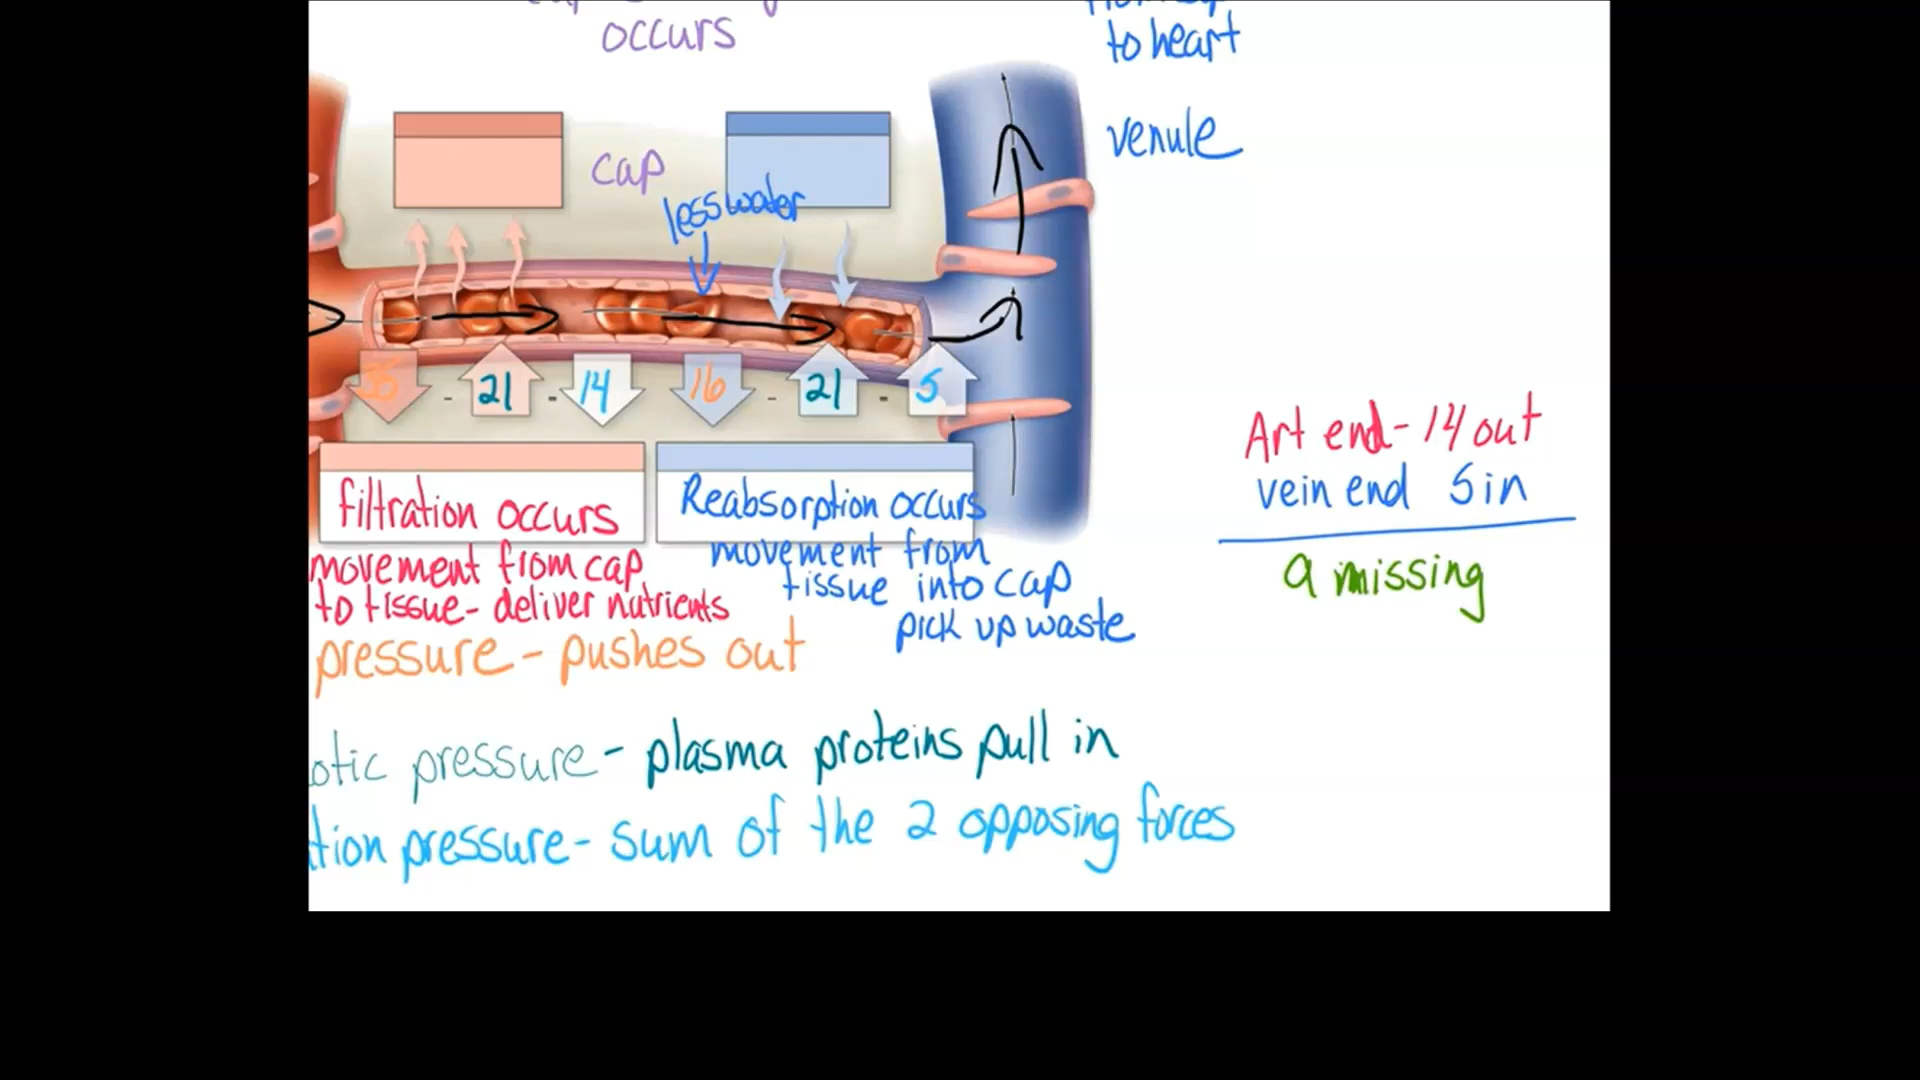 occurs
to heart
venule
cap
less water
35 - 21 - 14 16 - 21 - 5
filtration occurs
movement from cap
to tissue- deliver nutrients
Reabsorption occurs
movement from
tissue into cap
pick up waste
Art end- 14 out
vein end 5 in
9 missing
pressure - pushes out
otic pressure - plasma proteins pull in
tion pressure- sum of the 2 opposing forces